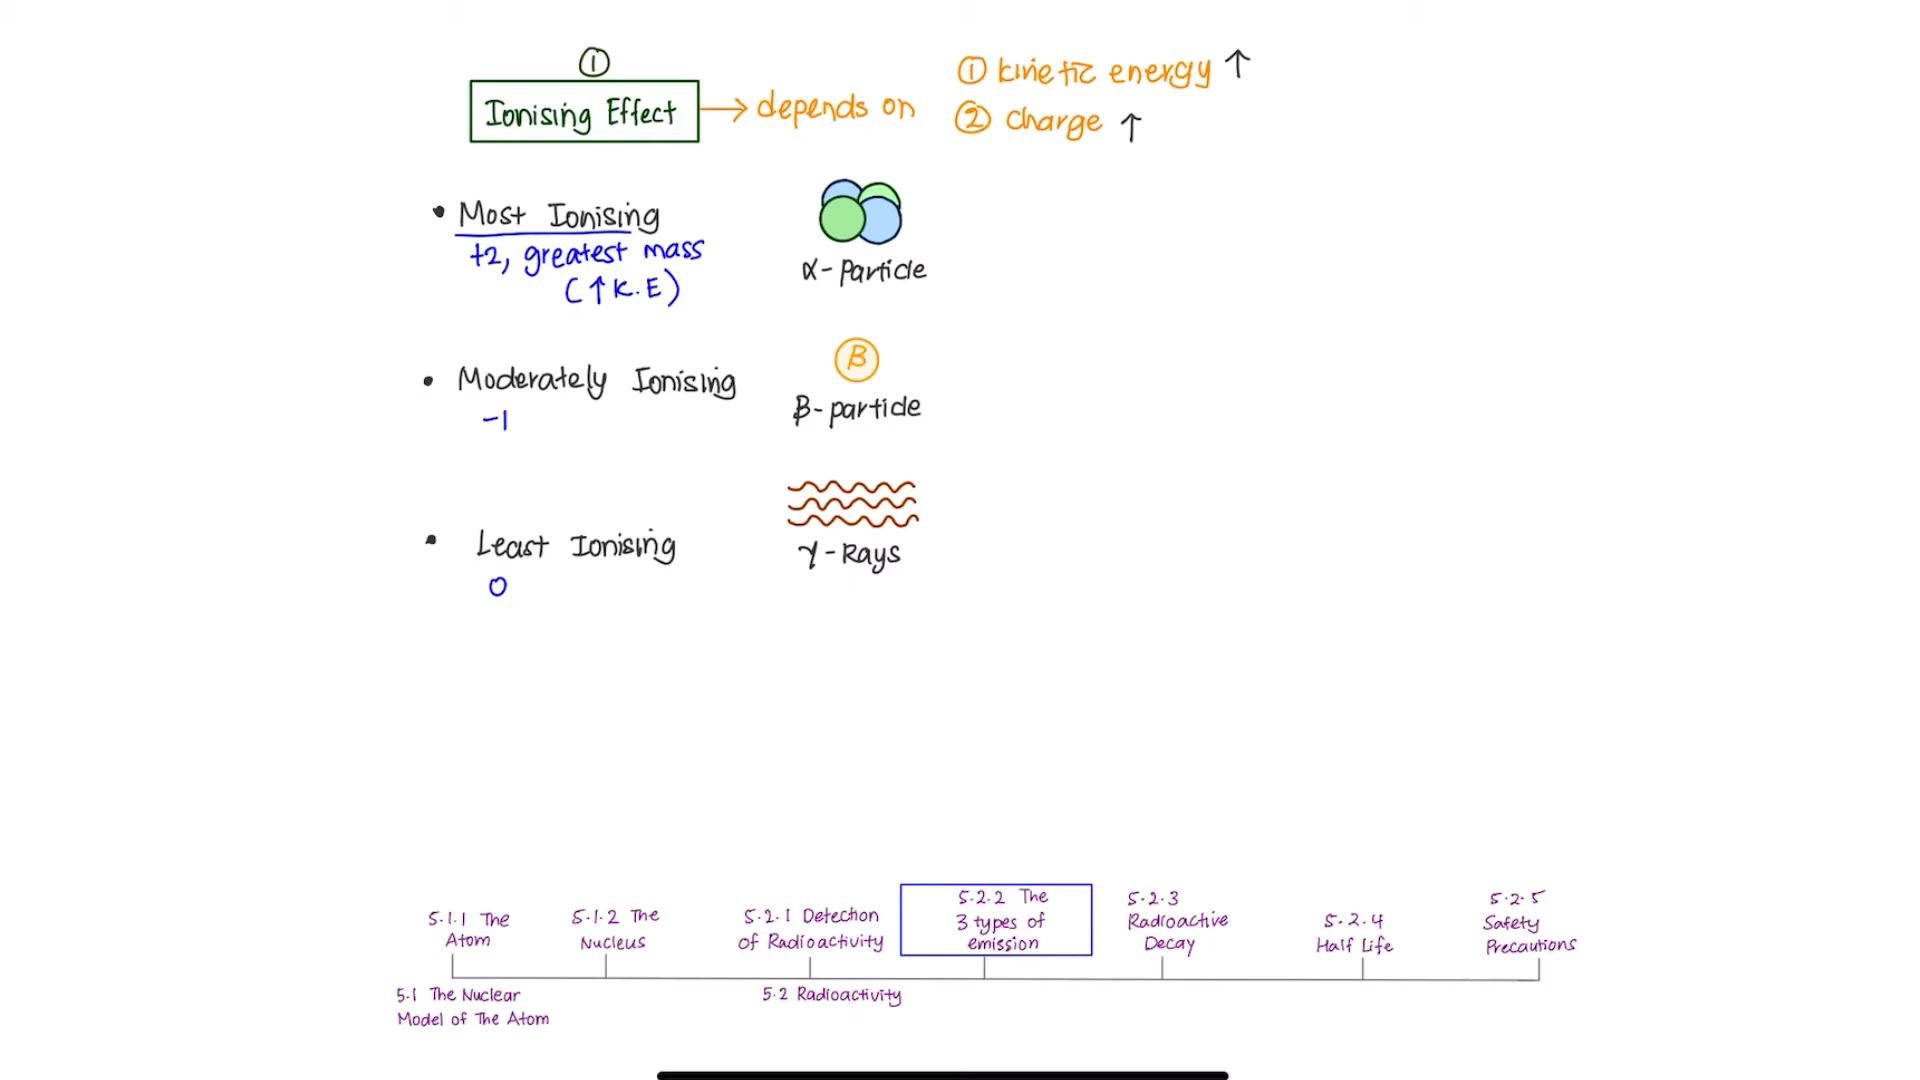 ①
Ionising Effect → depends on
① kinetic energy ↑
② charge ↑
• Most Ionising
+2, greatest mass
(↑ K.E)
α-particle
• Moderately Ionising
-1
β
β-particle
• Least Ionising
0
γ-Rays
5.1.1 The
Atom
5.1.2 The
Nucleus
5.2.1 Detection
of Radioactivity
5.2.2 The
3 types of
emission
5.2.3
Radioactive
Decay
5.2.4
Half Life
5.2.5
Safety
Precautions
5.1 The Nuclear
Model of The Atom
5.2 Radioactivity